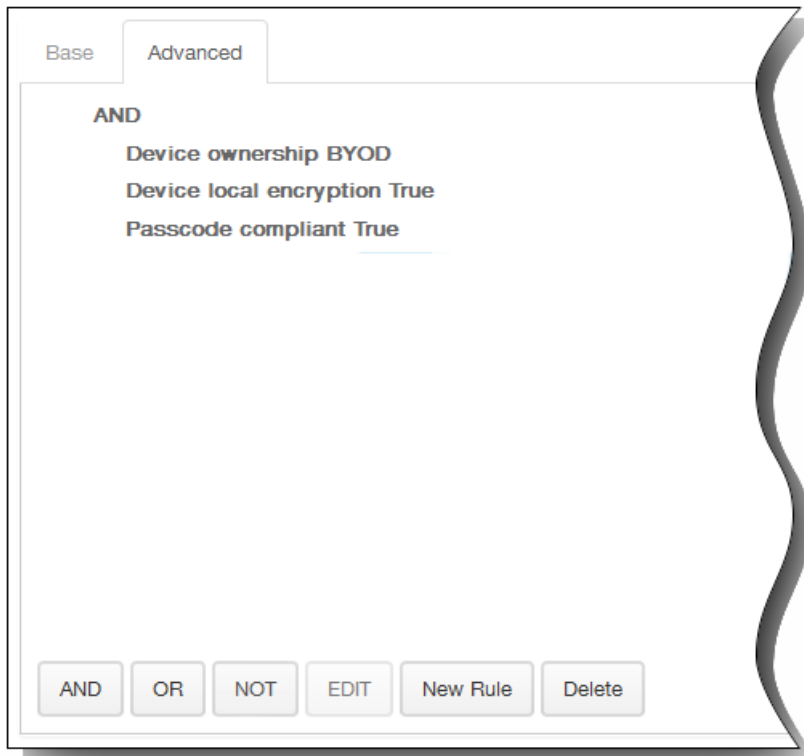 Base Advanced
AND
Device ownership BYOD
Device local encryption True
Passcode compliant True
AND OR NOT EDIT New Rule Delete